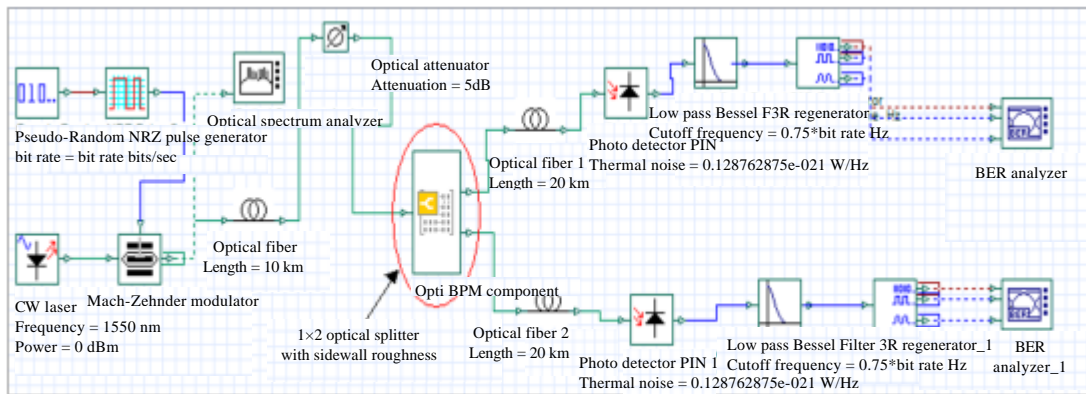 Optical attenuator
Attenuation = 5dB
010...
Optical spectrum analyzer
Pseudo-Random NRZ pulse generator
bit rate = bit rate bits/sec
Low pass Bessel F3R regenerator
Cutoff frequency = 0.75*bit rate Hz
Photo detector PIN
Thermal noise = 0.128762875e-021 W/Hz
Optical fiber 1
Length = 20 km
BER analyzer
Optical fiber
Length = 10 km
Opti BPM component
CW laser
Frequency = 1550 nm
Power = 0 dBm
Mach-Zehnder modulator
1×2 optical splitter
with sidewall roughness
Optical fiber 2
Length = 20 km
Photo detector PIN 1
Thermal noise = 0.128762875e-021 W/Hz
Low pass Bessel Filter 3R regenerator_1
Cutoff frequency = 0.75*bit rate Hz
BER
analyzer_1